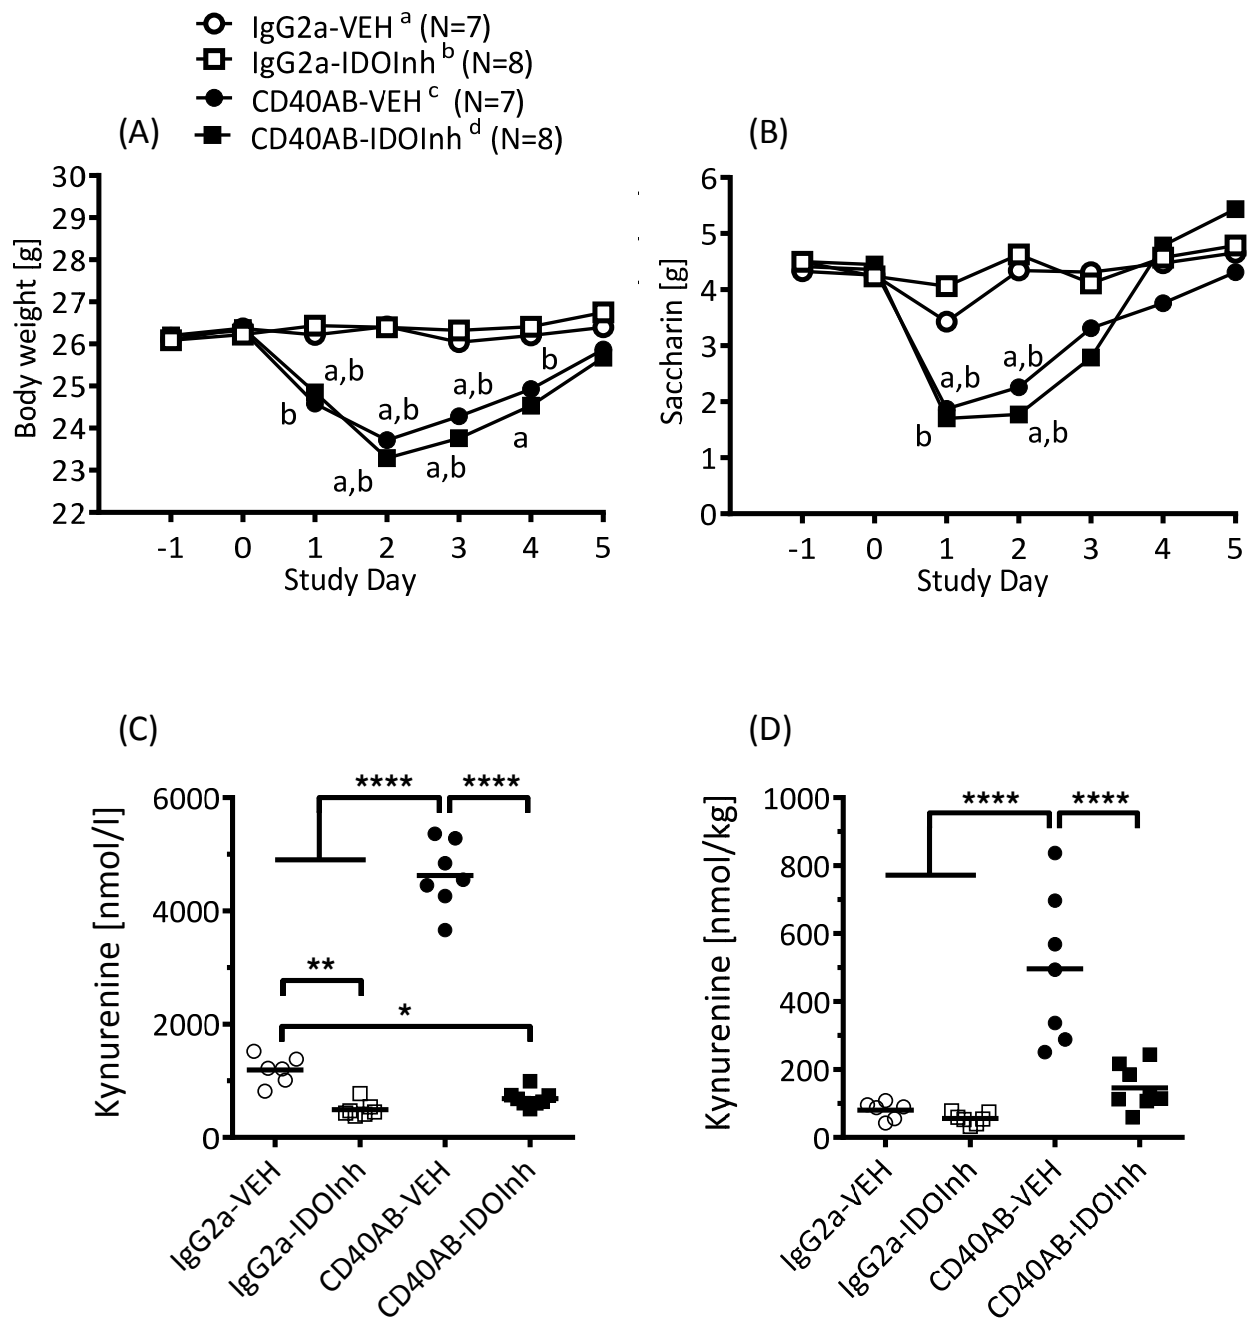 IgG2a-VEH a (N=7)
IgG2a-IDOInh b (N=8)
CD40AB-VEH c (N=7)
CD40AB-IDOInh d (N=8)
(A)
Body weight [g]
30
29
28
27
26
25
24
23
22
a,b
b
a,b
a,b
a,b
a,b
b
a
-1 0 1 2 3 4 5
Study Day
(B)
Saccharin [g]
6
5
4
3
2
1
0
a,b
b
a,b
a,b
-1 0 1 2 3 4 5
Study Day
(C)
Kynurenine [nmol/l]
6000
4000
2000
0
**** ****
**
*
IgG2a-VEH
IgG2a-IDOInh
CD40AB-VEH
CD40AB-IDOInh
(D)
Kynurenine [nmol/kg]
1000
800
600
400
200
0
**** ****
IgG2a-VEH
IgG2a-IDOInh
CD40AB-VEH
CD40AB-IDOInh